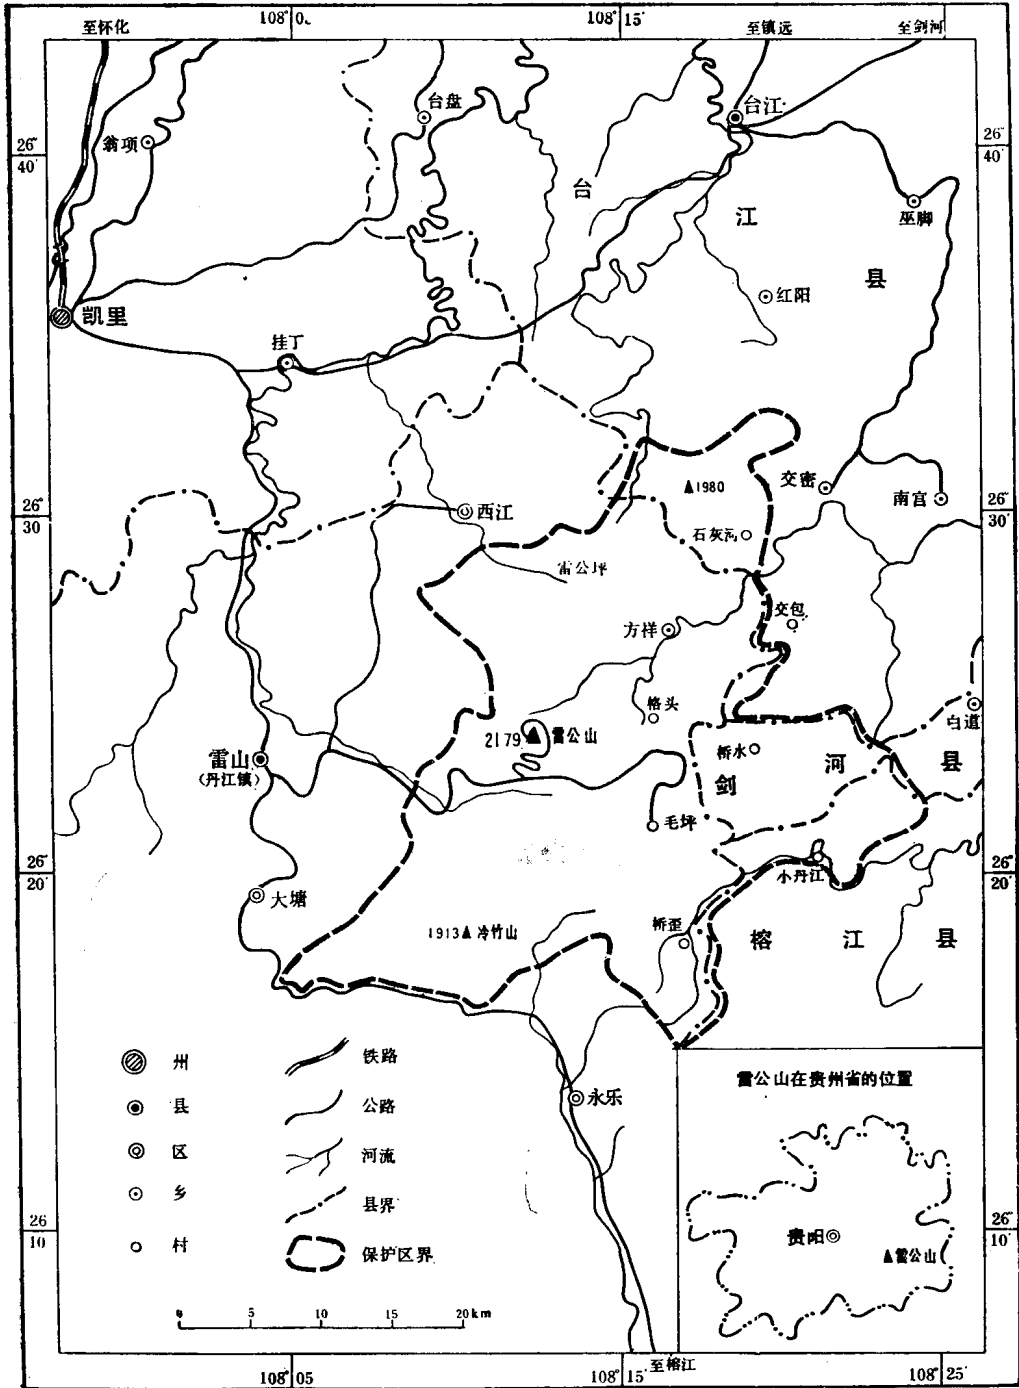 108° 05
108° 15
至怀化
至镇远
至剑河
台盘
台江
翁项
26°
40′
26°
40′
台
江
县
巫脚
红阳
凯里
挂丁
1980
交密
南宫
26°
30
26°
30′
西江
石灰河
雷公坪
方祥
交包
格头
白道
2179
雷公山
桥水
剑
河
县
雷山
(丹江镇)
毛坪
26°
20′
26°
20′
小丹江
大塘
1913
冷竹山
桥歪
榕
江
县
州
铁路
县
公路
区
河流
乡
县界
村
保护区界
永乐
雷公山在贵州省的位置
贵阳
雷公山
26
10
26°
10′
5
10
15
20km
至榕江
108° 05
108° 15
108° 25